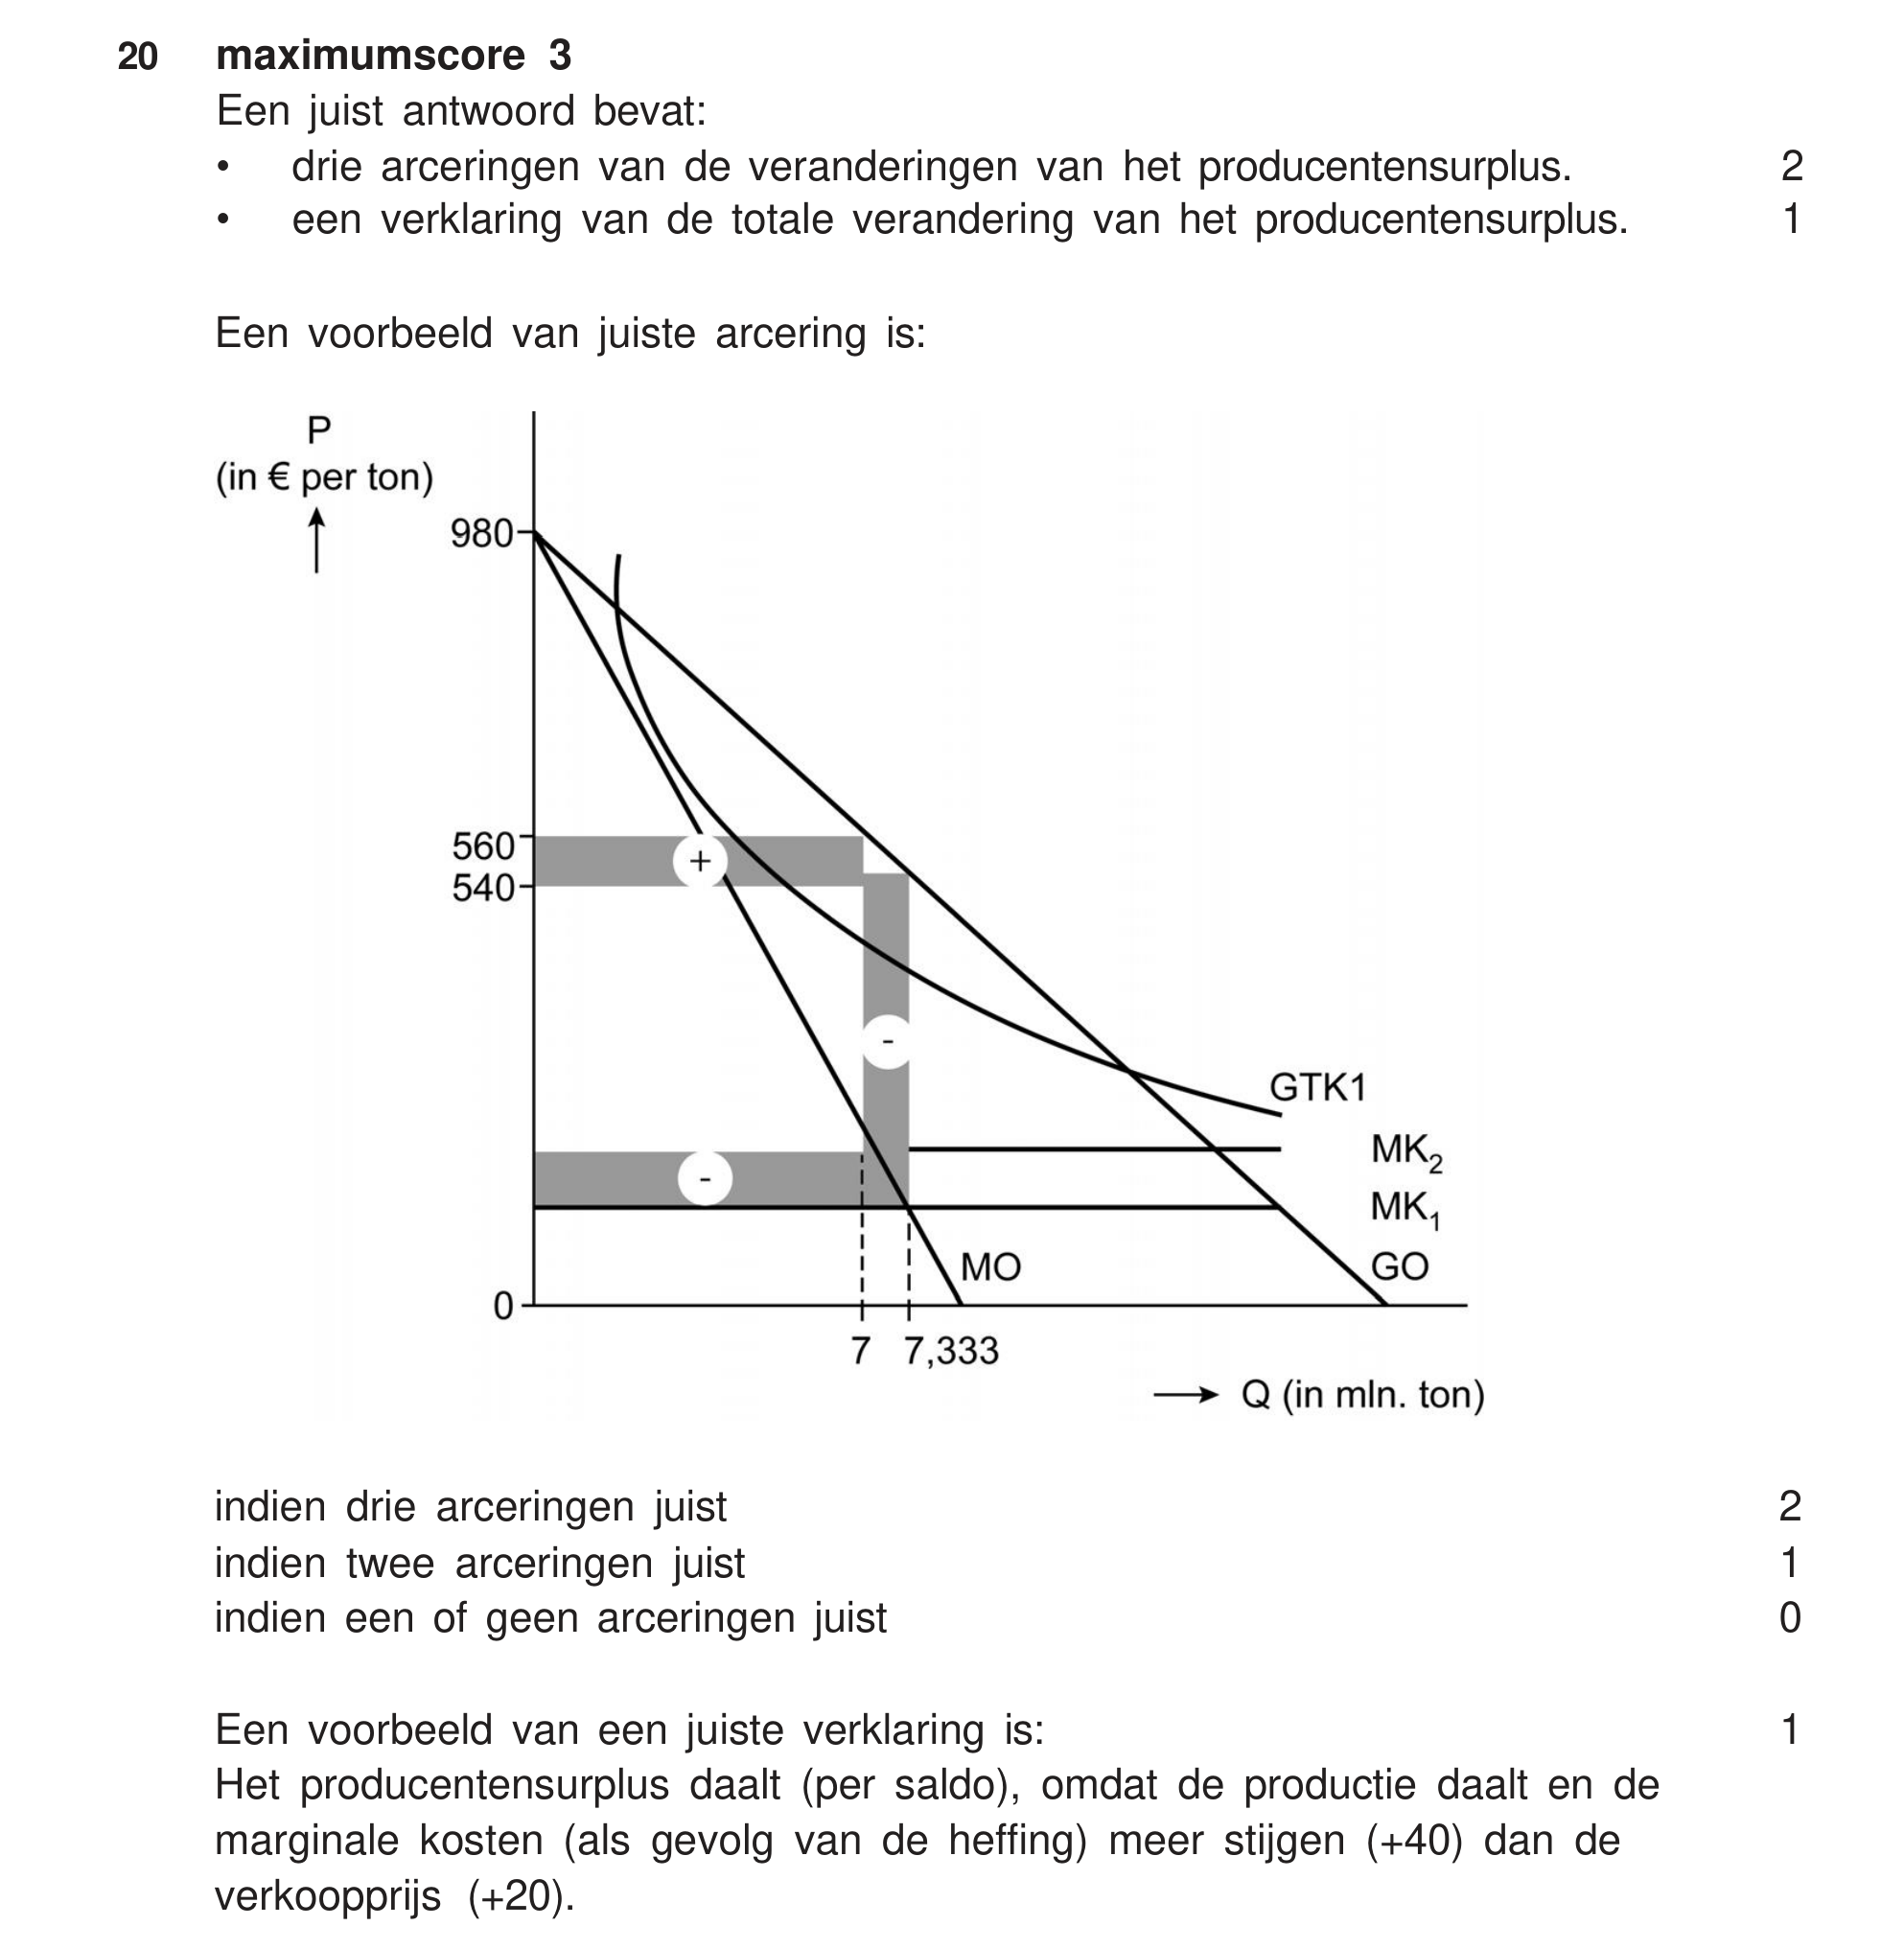 20 maximumscore 3
Een juist antwoord bevat:
• drie arceringen van de veranderingen van het producentensurplus. 2
• een verklaring van de totale verandering van het producentensurplus. 1
Een voorbeeld van juiste arcering is:
P
(in € per ton)
980
560
+
540
-
GTK1
MK2
-
MK1
MO
GO
0
7 7,333
Q (in mln. ton)
indien drie arceringen juist 2
indien twee arceringen juist 1
indien een of geen arceringen juist 0
Een voorbeeld van een juiste verklaring is: 1
Het producentensurplus daalt (per saldo), omdat de productie daalt en de
marginale kosten (als gevolg van de heffing) meer stijgen (+40) dan de
verkoopprijs (+20).